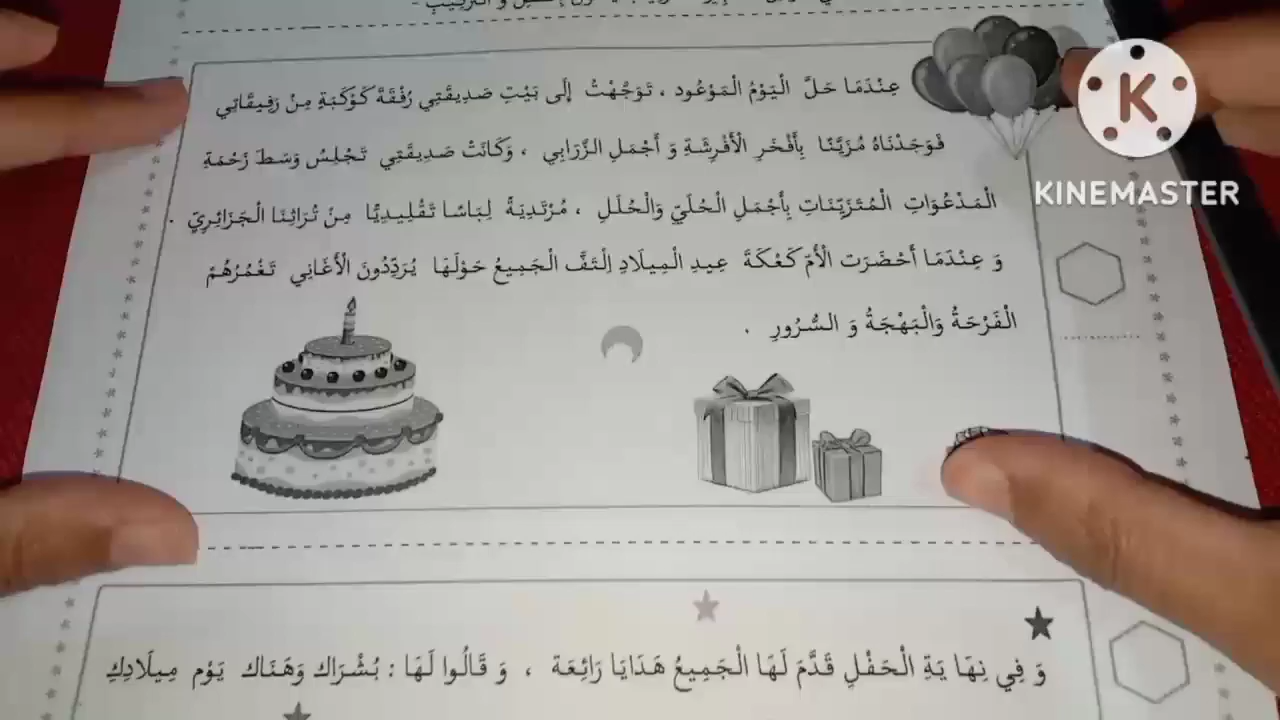 عِنْدَمَا حَلَّ الْيَوْمُ الْمَوْعُود ، تَوَجَّهْتُ إِلَى بَيْتِ صَدِيقَتِي رُفْقَةَ كَوْكَبَةٍ مِنْ رَفِيقَاتِي
فَوَجَدْنَاهُ مُزَيَّنًا بِأَفْخَرِ الْأَفْرِشَةِ وَ أَجْمَلِ الزَّرَابِي ، وَكَانَتْ صَدِيقَتِي تَجْلِسُ وَسَطَ زَحْمَةِ
الْمَدْعُوَاتِ الْمُتَزَيِّنَاتِ بِأَجْمَلِ الْحُلَيّ وَالْحُلَلِ ، مُرْتَدِيَةً لِبَاسًا تَقْلِيدِيًّا مِنْ تُرَاثِنَا الْجَزَائِرِيّ .
وَ عِنْدَمَا أَحْضَرَت الْأُمّ كَعْكَةَ عِيدِ الْمِيلَادِ اِلْتَفَّ الْجَمِيعُ حَوْلَهَا يُرَدِّدُونَ الْأَغَانِي تَغْمُرُهُمْ
الْفَرْحَةُ وَالْبَهْجَةُ وَ السُّرُورِ .
وَ فِي نِهَا يَةِ الْحَفْلِ قَدَّمَ لَهَا الْجَمِيعُ هَدَايَا رَائِعَة ، وَ قَالُوا لَهَا : بُشْرَاك وَهَنَاك يَوْم مِيلَادِكِ
KINEMASTER